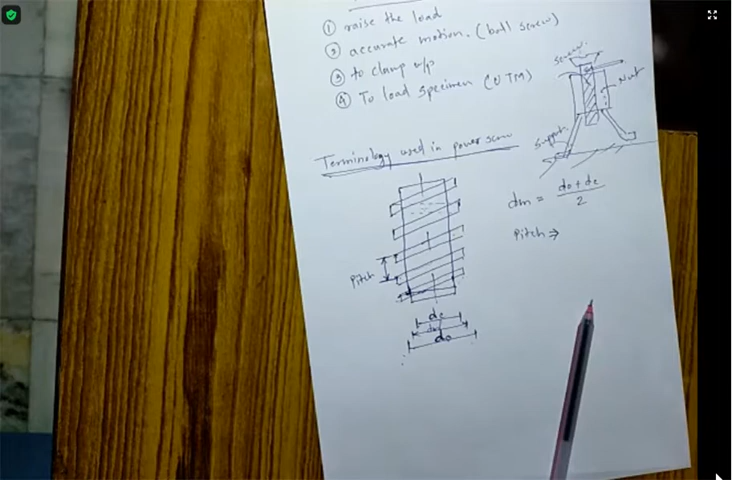 ① raise the load
② accurate motion. (ball screw)
③ to clamp w/p
④ To load specimen (UTM)
Screw
Nut
Support
Terminology used in power screw
dm = do + dc / 2
Pitch ⇒
Pitch
dc
dm
do